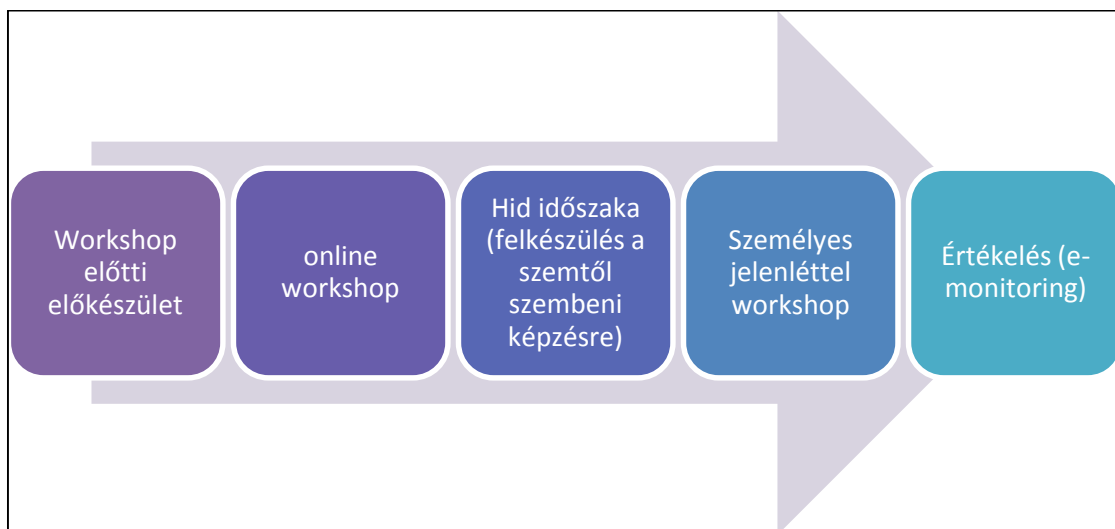 Workshop
előtti
előkészület
online
workshop
Hid időszaka
(felkészülés a
szemtől
szembeni
képzésre)
Személyes
jelenléttel
workshop
Értékelés (e-
monitoring)